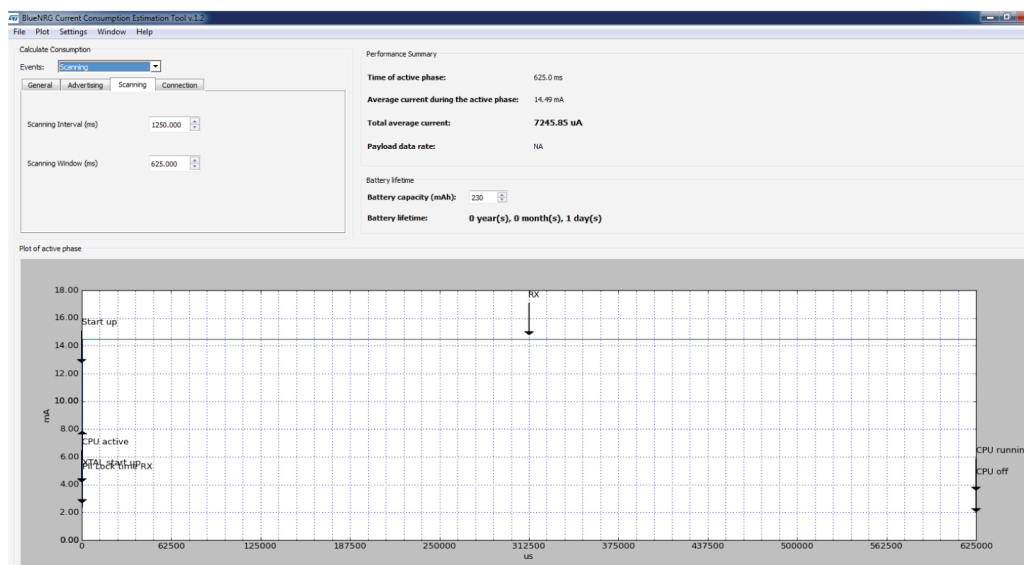 BlueNRG Current Consumption Estimation Tool v.1.2
File Plot Settings Window Help
Calculate Consumption
Events: Scanning
General Advertising Scanning Connection
Scanning Interval (ms) 1250.000
Scanning Window (ms) 625.000
Performance Summary
Time of active phase: 625.0 ms
Average current during the active phase: 14.49 mA
Total average current: 7245.85 uA
Payload data rate: NA
Battery lifetime
Battery capacity (mAh): 230
Battery lifetime: 0 year(s), 0 month(s), 1 day(s)
Plot of active phase
18.00
16.00
14.00
12.00
10.00
8.00
6.00
4.00
2.00
0.00
mA
RX
Start up
CPU active
XTAL start up
Pll Lock time RX
CPU runnin
CPU off
0 62500 125000 187500 250000 312500 375000 437500 500000 562500 625000
us